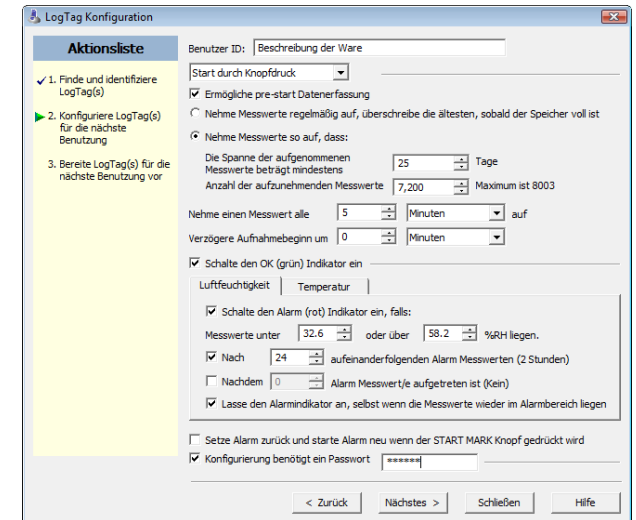 LogTag Konfiguration
Aktionsliste
1. Finde und identifiziere
LogTag(s)
2. Konfiguriere LogTag(s)
für die nächste
Benutzung
3. Bereite LogTag(s) für die
nächste Benutzung vor
Benutzer ID: Beschreibung der Ware
Start durch Knopfdruck
Ermögliche pre-start Datenerfassung
Nehme Messwerte regelmäßig auf, überschreibe die ältesten, sobald der Speicher voll ist
Nehme Messwerte so auf, dass:
Die Spanne der aufgenommenen
Messwerte beträgt mindestens 25 Tage
Anzahl der aufzunehmenden Messwerte 7,200 Maximum ist 8003
Nehme einen Messwert alle 5 Minuten auf
Verzögere Aufnahmebeginn um 0 Minuten
Schalte den OK (grün) Indikator ein
Luftfeuchtigkeit Temperatur
Schalte den Alarm (rot) Indikator ein, falls:
Messwerte unter 32.6 oder über 58.2 %RH liegen.
Nach 24 aufeinanderfolgenden Alarm Messwerten (2 Stunden)
Nachdem 0 Alarm Messwert/e aufgetreten ist (Kein)
Lasse den Alarmindikator an, selbst wenn die Messwerte wieder im Alarmbereich liegen
Setze Alarm zurück und starte Alarm neu wenn der START MARK Knopf gedrückt wird
Konfigurierung benötigt ein Passwort ******
< Zurück Nächstes > Schließen Hilfe